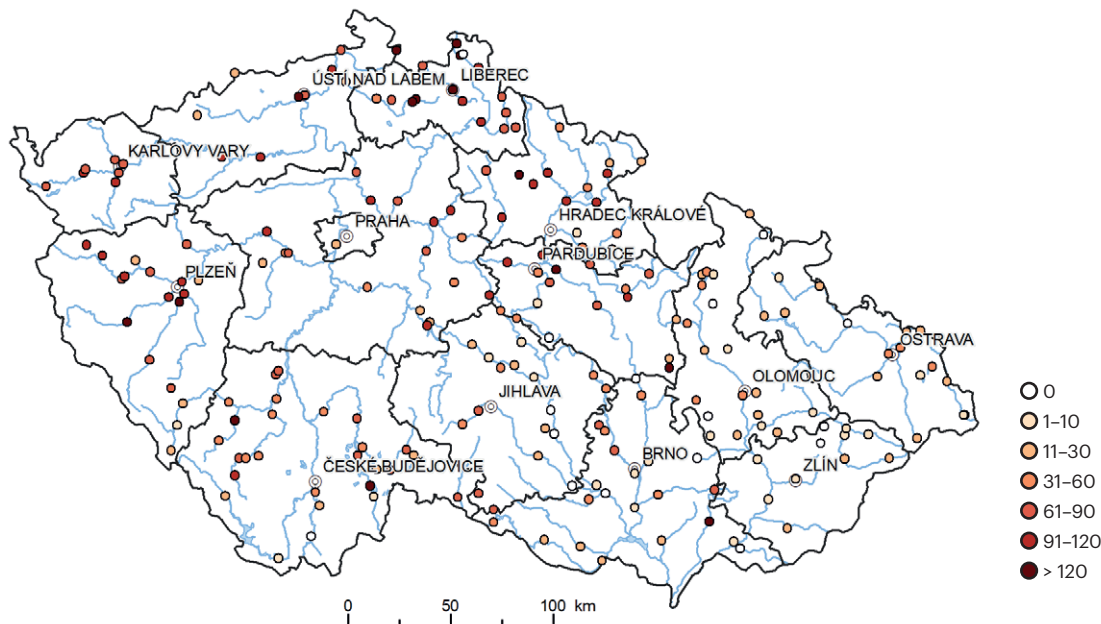 ÚSTÍ NAD LABEM
LIBEREC
KARLOVY VARY
PRAHA
HRADEC KRÁLOVÉ
PARDUBICE
PLZEŇ
OSTRAVA
OLOMOUC
JIHLAVA
BRNO
ZLÍN
ČESKÉ BUDĚJOVICE
0
1–10
11–30
31–60
61–90
91–120
> 120
0 50 100 km